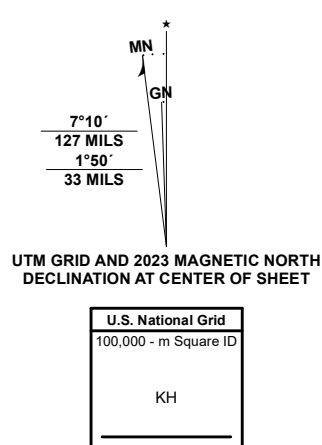 MN
GN
7°10´
127 MILS
1°50´
33 MILS
UTM GRID AND 2023 MAGNETIC NORTH
DECLINATION AT CENTER OF SHEET
U.S. National Grid
100,000 - m Square ID
KH